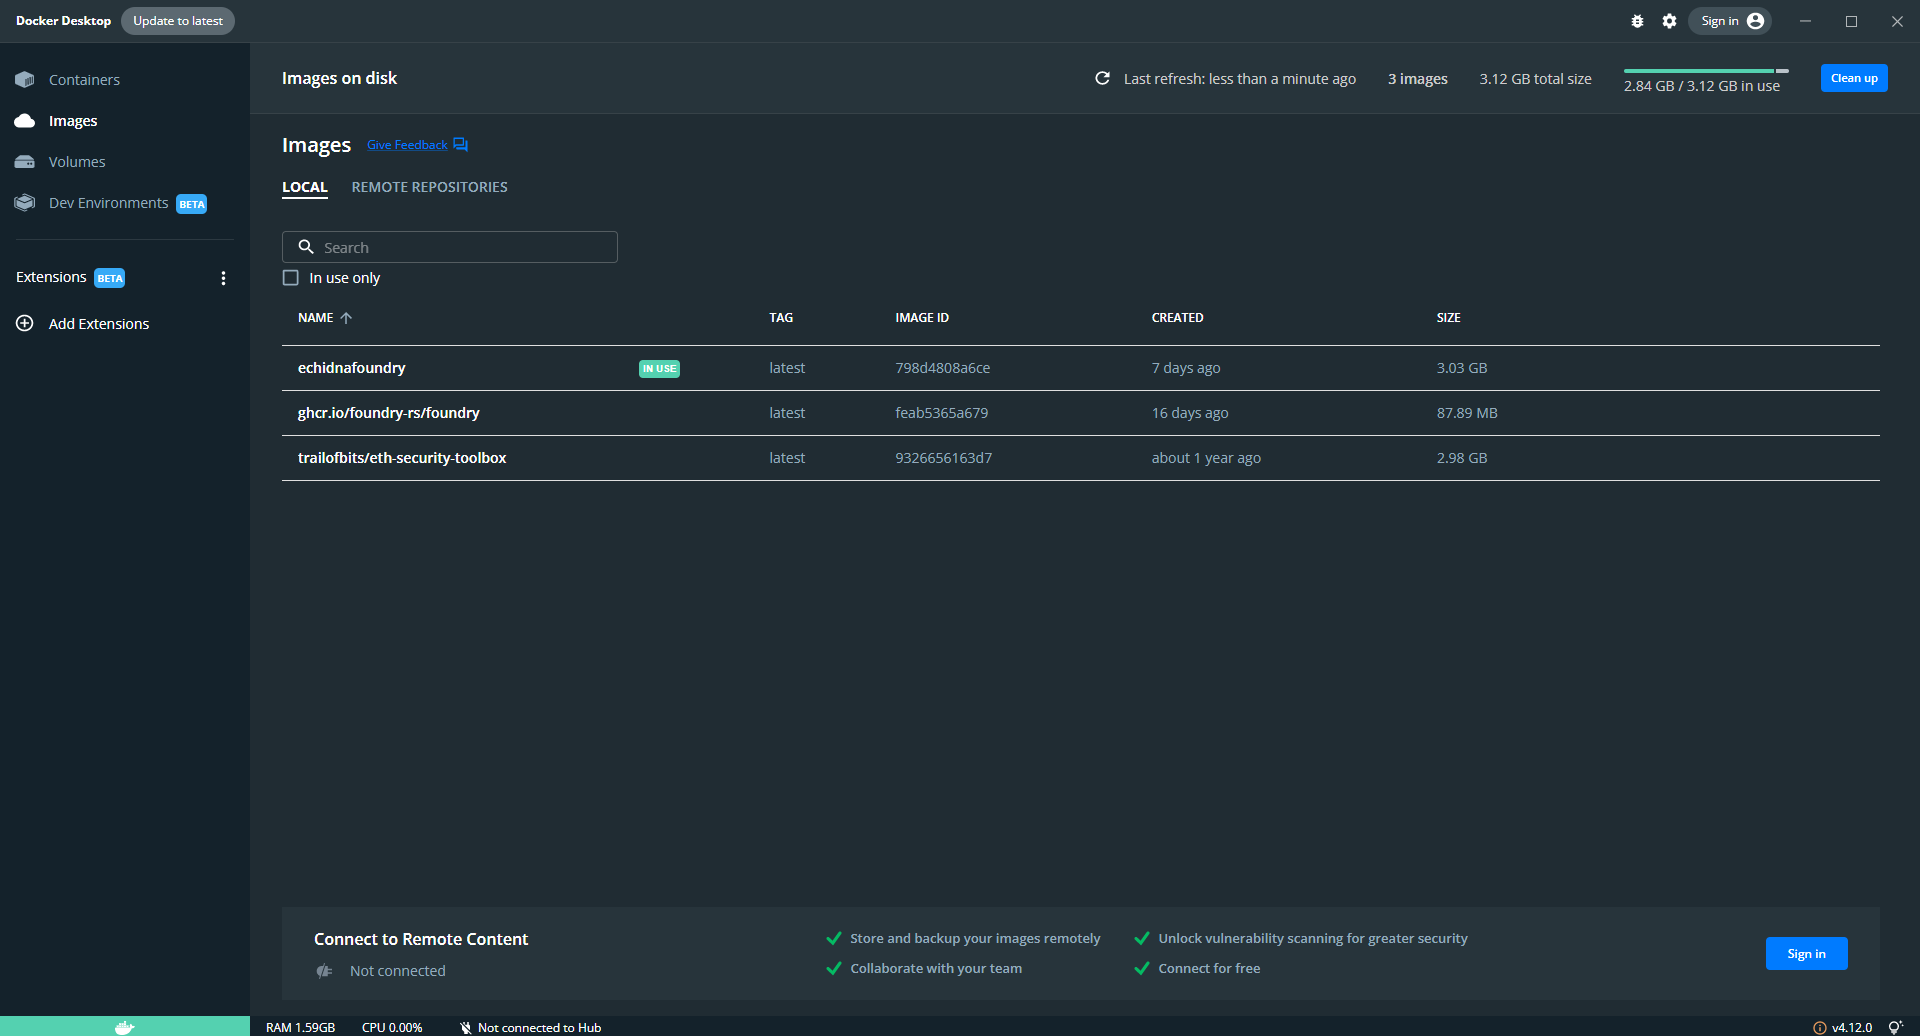 Docker Desktop Update to latest Sign in
Containers
Images
Volumes
Dev Environments BETA
Extensions BETA
Add Extensions
Images on disk Last refresh: less than a minute ago 3 images 3.12 GB total size 2.84 GB / 3.12 GB in use Clean up
Images Give Feedback
LOCAL REMOTE REPOSITORIES
Search
In use only
NAME TAG IMAGE ID CREATED SIZE
echidnafoundry IN USE latest 798d4808a6ce 7 days ago 3.03 GB
ghcr.io/foundry-rs/foundry latest feab5365a679 16 days ago 87.89 MB
trailofbits/eth-security-toolbox latest 9326656163d7 about 1 year ago 2.98 GB
Connect to Remote Content
Not connected
Store and backup your images remotely Unlock vulnerability scanning for greater security
Collaborate with your team Connect for free
Sign in
RAM 1.59GB CPU 0.00% Not connected to Hub v4.12.0